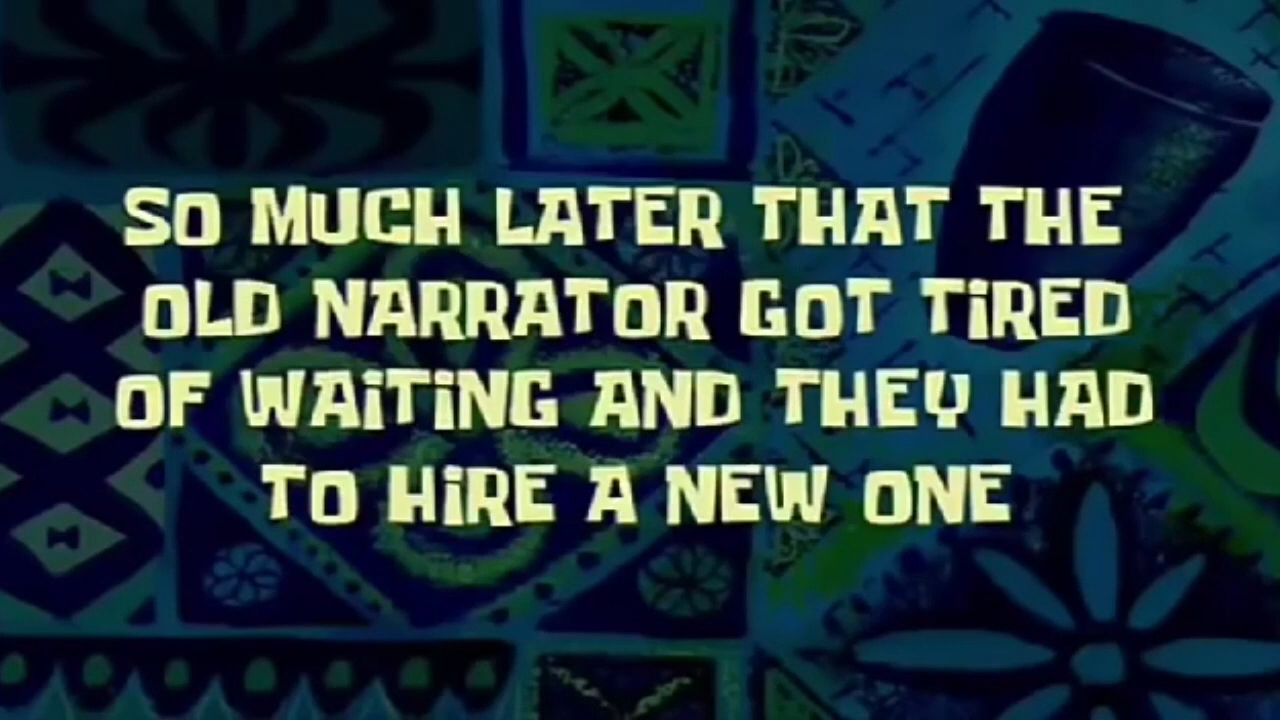 SO MUCH LATER THAT THE
OLD NARRATOR GOT TiRED
OF WAiTiNG AND THEY HAD
TO HiRE A NEW ONE